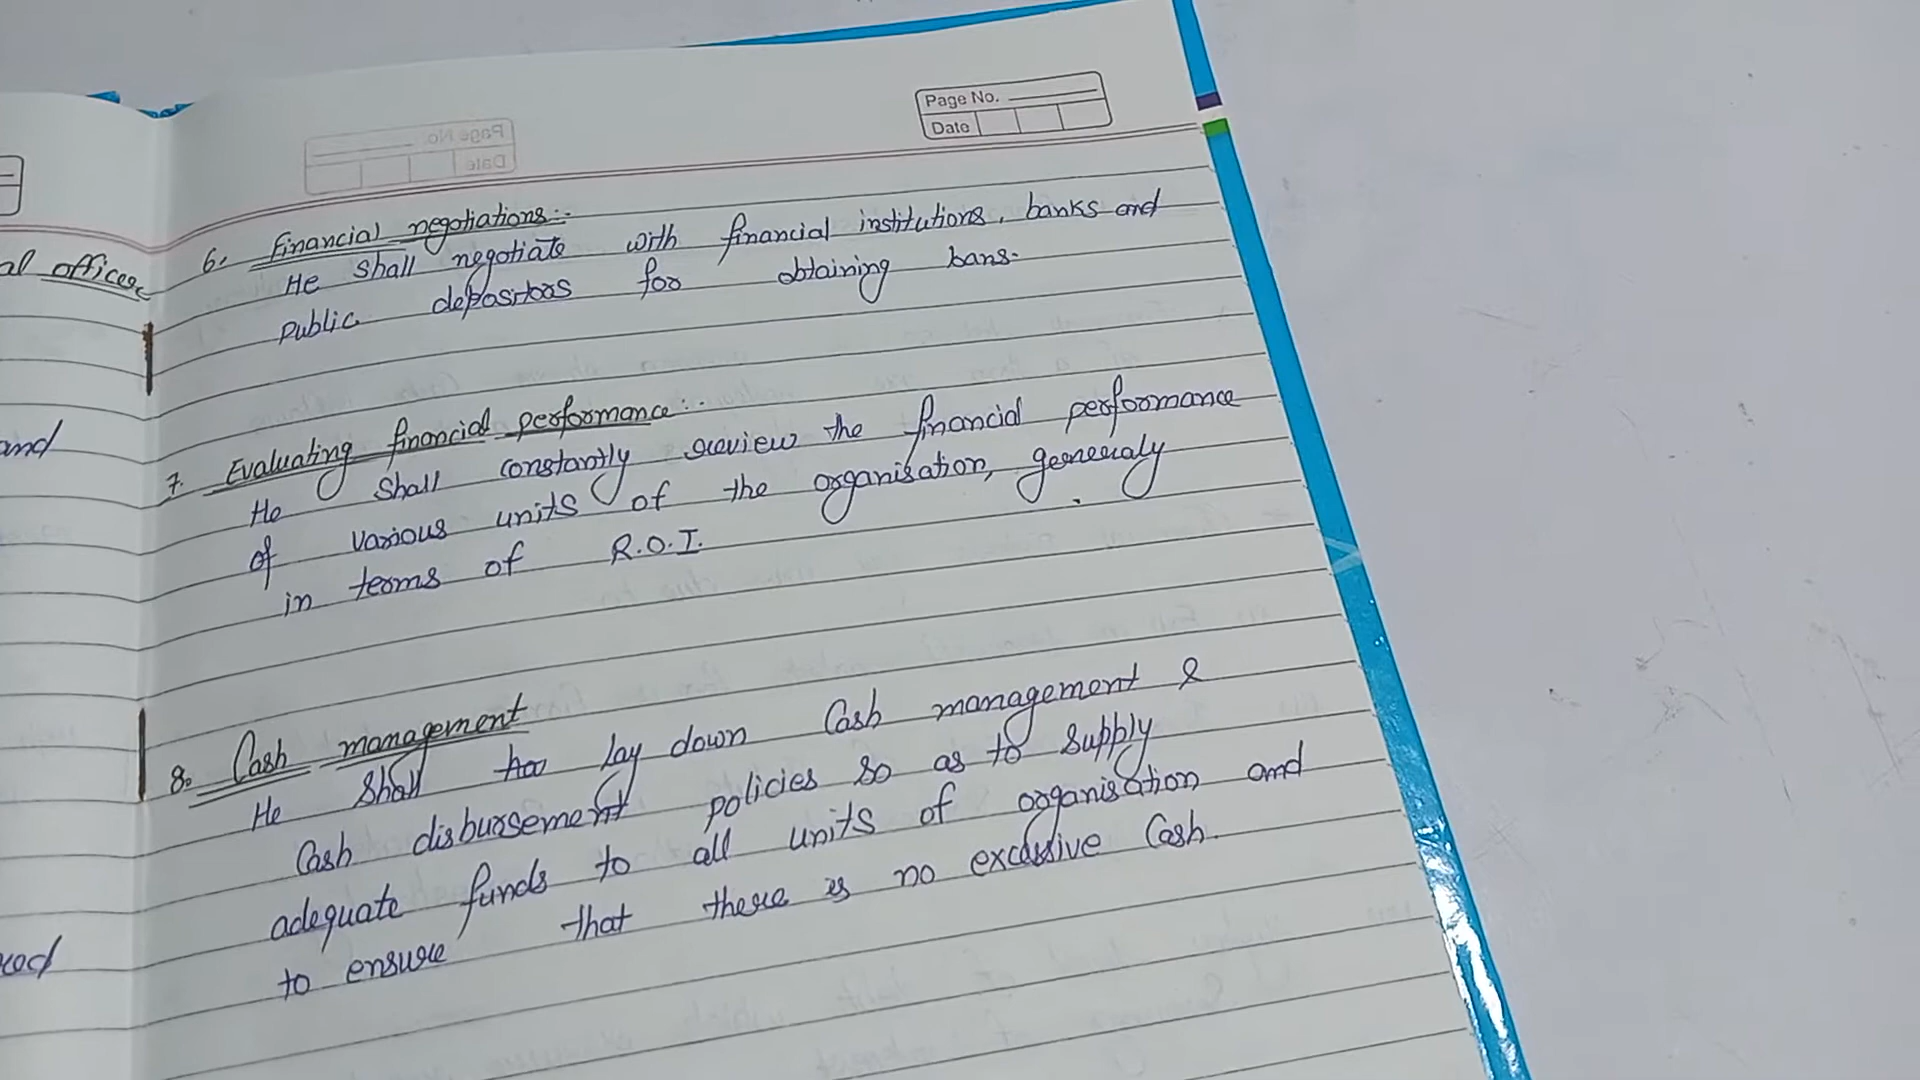 Page No.
Date
al officer
and
6. Financial negotiations:-
He shall negotiate with financial institutions, banks and
public depositors for obtaining loans.
7. Evaluating financial performance:-
He shall constantly review the financial performance
of various units of the organisation, generaly
in terms of R.O.I.
8. Cash management
He shall lay down Cash management &
Cash disbursement policies so as to supply
adequate funds to all units of organisation and
to ensure that there is no excessive Cash.